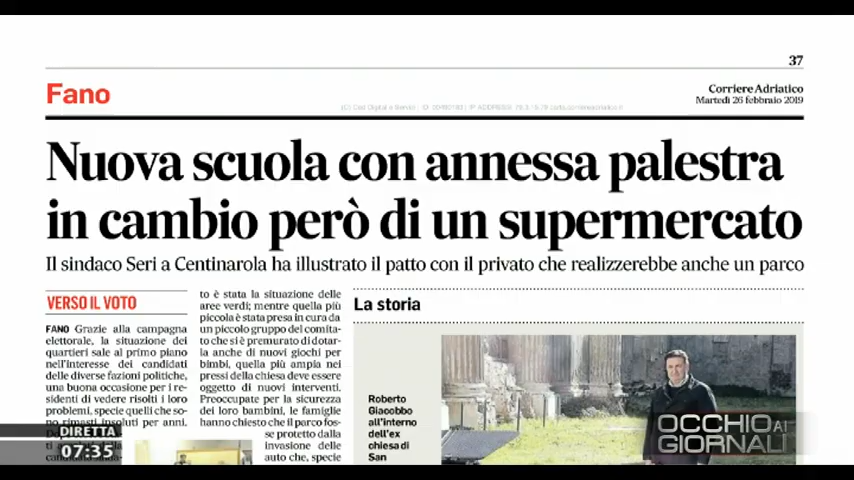 37
Fano
Corriere Adriatico
Martedì 26 febbraio 2019
Nuova scuola con annessa palestra
in cambio però di un supermercato
Il sindaco Seri a Centinarola ha illustrato il patto con il privato che realizzerebbe anche un parco
VERSO IL VOTO
FANO Grazie alla campagna
elettorale, la situazione dei
quartieri sale al primo piano
nell'interesse dei candidati
delle diverse fazioni politiche,
una buona occasione per i re-
sidenti di vedere risolti i loro
problemi, specie quelli che so-
no rimasti insoluti per anni.
to è stata la situazione delle
aree verdi; mentre quella più
piccola è stata presa in cura da
un piccolo gruppo del comita-
to che si è premurato di dotar-
la anche di nuovi giochi per
bimbi, quella più ampia nei
pressi della chiesa deve essere
oggetto di nuovi interventi.
Preoccupate per la sicurezza
dei loro bambini, le famiglie
hanno chiesto che il parco fos-
se protetto dalla
invasione delle
auto che, specie
La storia
Roberto
Giacobbo
all'interno
dell'ex
chiesa di
San
DIRETTA
07:35
OCCHIO AI
GIORNALI